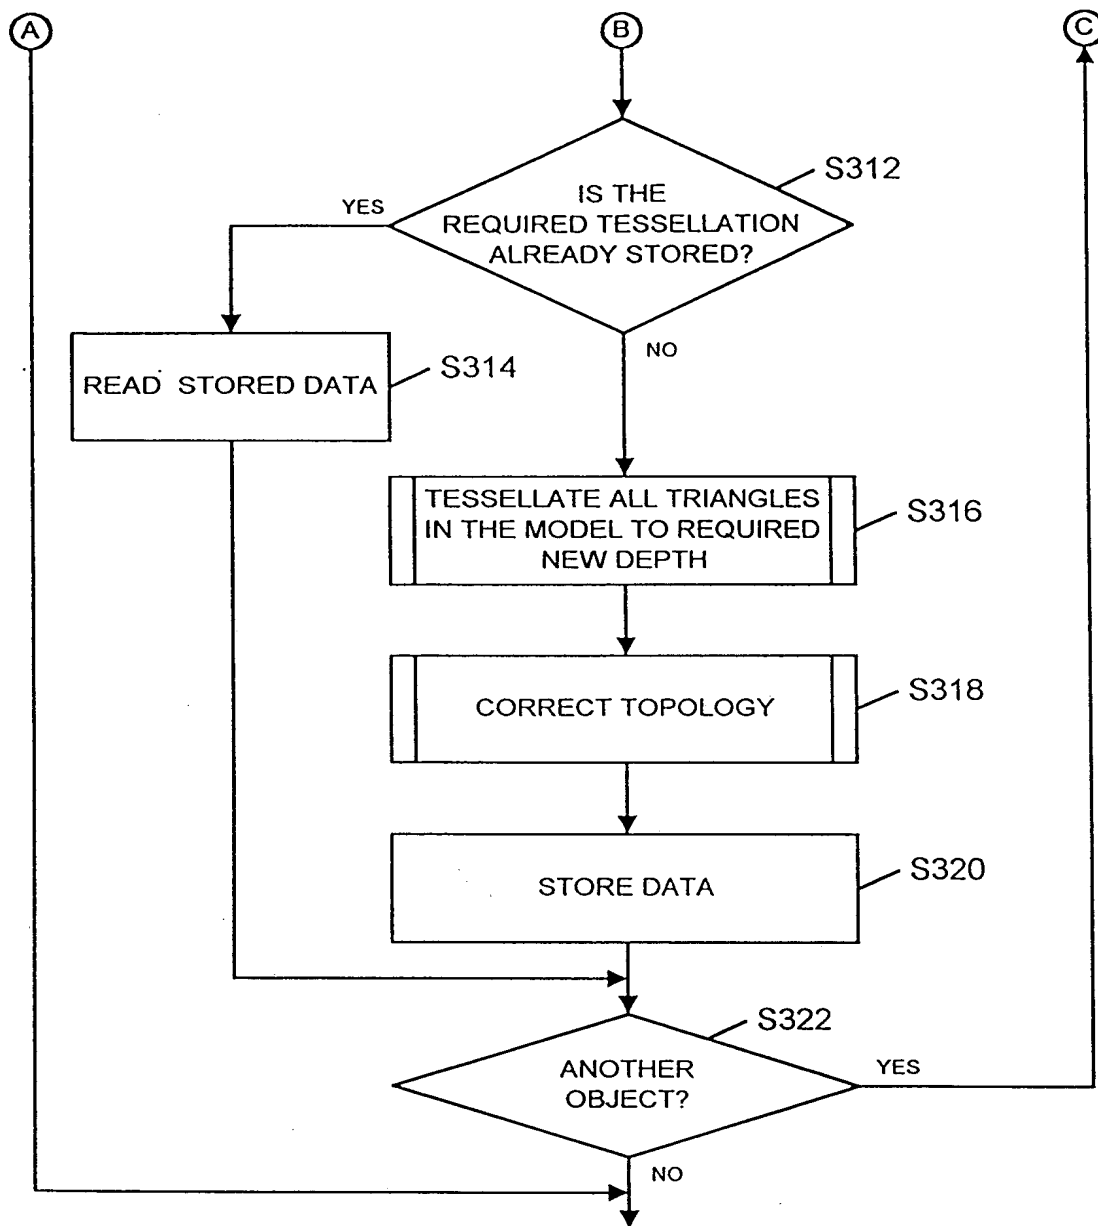 A
B
C
S312
IS THE
REQUIRED TESSELLATION
ALREADY STORED?
YES
NO
READ STORED DATA
S314
TESSELLATE ALL TRIANGLES
IN THE MODEL TO REQUIRED
NEW DEPTH
S316
CORRECT TOPOLOGY
S318
STORE DATA
S320
S322
ANOTHER
OBJECT?
YES
NO